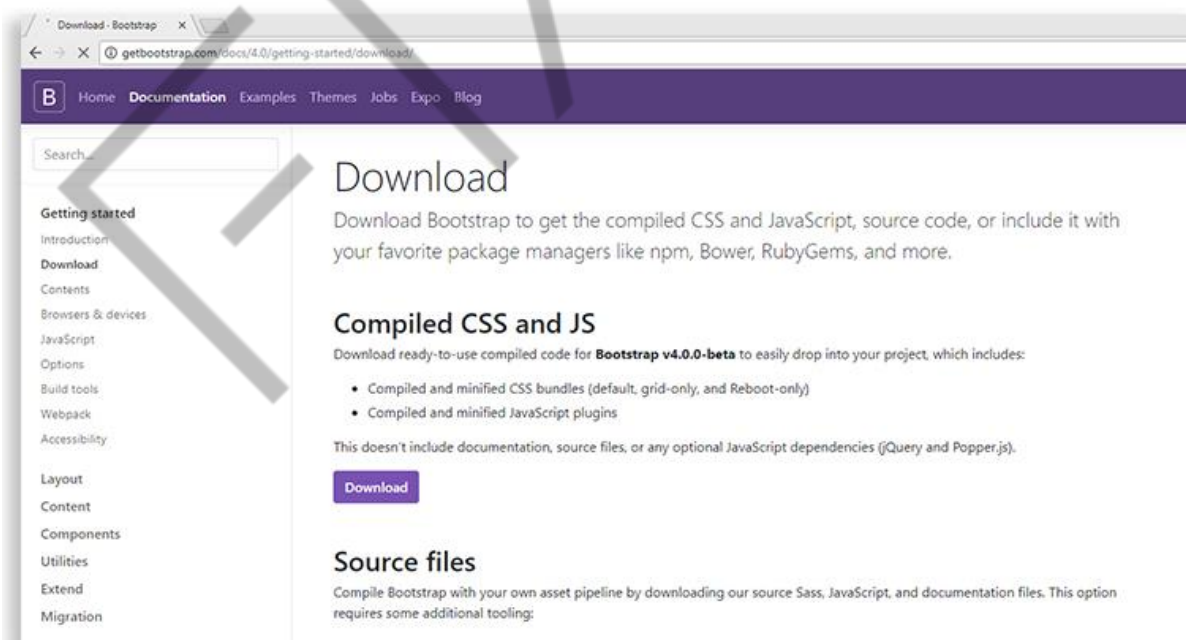 Download - Bootstrap
getbootstrap.com/docs/4.0/getting-started/download/
B Home Documentation Examples Themes Jobs Expo Blog
Search...
Getting started
Introduction
Download
Contents
Browsers & devices
JavaScript
Options
Build tools
Webpack
Accessibility
Layout
Content
Components
Utilities
Extend
Migration
Download
Download Bootstrap to get the compiled CSS and JavaScript, source code, or include it with
your favorite package managers like npm, Bower, RubyGems, and more.
Compiled CSS and JS
Download ready-to-use compiled code for Bootstrap v4.0.0-beta to easily drop into your project, which includes:
• Compiled and minified CSS bundles (default, grid-only, and Reboot-only)
• Compiled and minified JavaScript plugins
This doesn't include documentation, source files, or any optional JavaScript dependencies (jQuery and Popper.js).
Download
Source files
Compile Bootstrap with your own asset pipeline by downloading our source Sass, JavaScript, and documentation files. This option
requires some additional tooling: